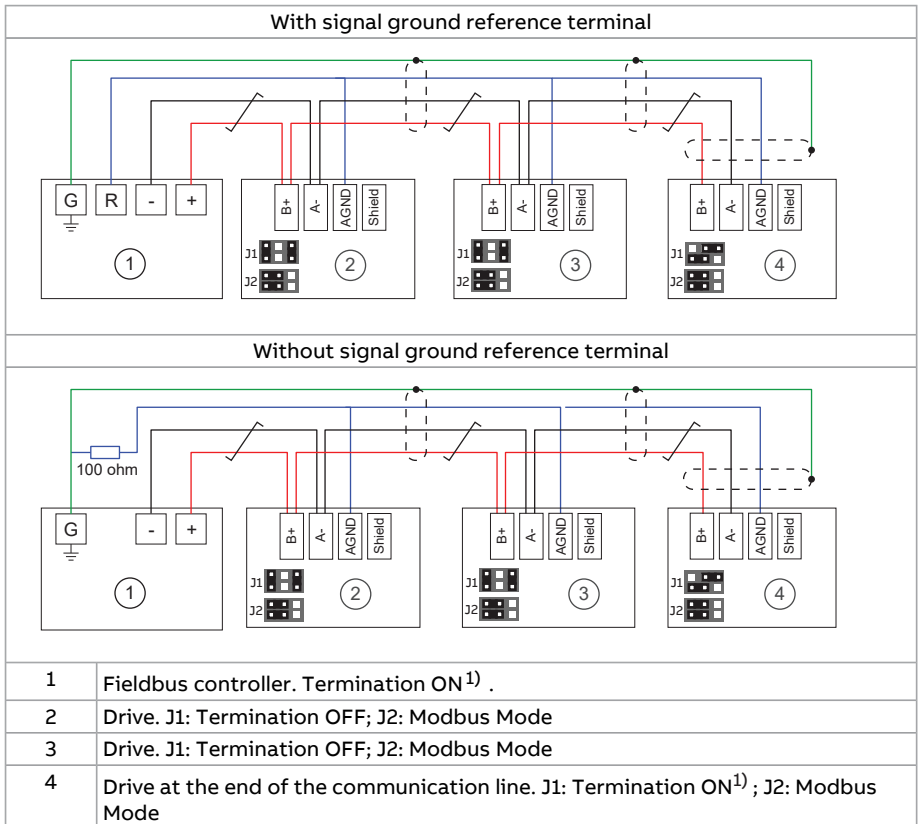 With signal ground reference terminal
G R - +
B+ A- AGND Shield
B+ A- AGND Shield
B+ A- AGND Shield
J1 J1 J1
1 2 3 4
J2 J2 J2
Without signal ground reference terminal
100 ohm
G - +
B+ A- AGND Shield
B+ A- AGND Shield
B+ A- AGND Shield
J1 J1 J1
1 2 3 4
J2 J2 J2
1 Fieldbus controller. Termination ON1) .
2 Drive. J1: Termination OFF; J2: Modbus Mode
3 Drive. J1: Termination OFF; J2: Modbus Mode
4 Drive at the end of the communication line. J1: Termination ON1) ; J2: Modbus
Mode